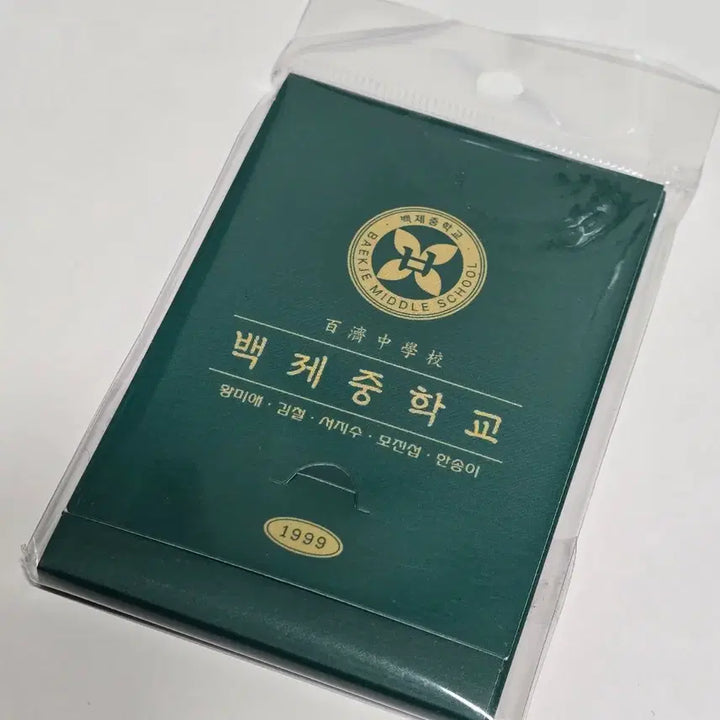 백제중학교
BAEKJE MIDDLE SCHOOL
百濟中學校
백제중학교
왕미애 · 김철 · 서지수 · 모진섭 · 안송이
1999